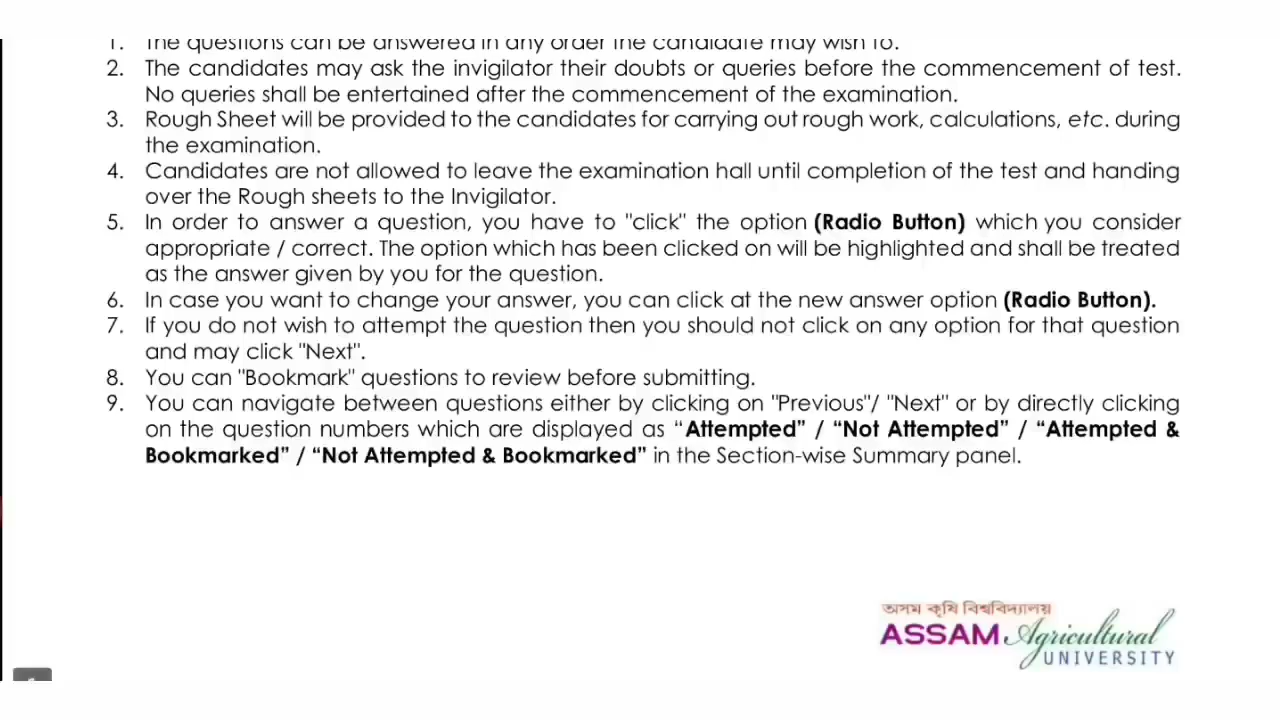 1. The questions can be answered in any order the candidate may wish to.
2. The candidates may ask the invigilator their doubts or queries before the commencement of test.
No queries shall be entertained after the commencement of the examination.
3. Rough Sheet will be provided to the candidates for carrying out rough work, calculations, etc. during
the examination.
4. Candidates are not allowed to leave the examination hall until completion of the test and handing
over the Rough sheets to the Invigilator.
5. In order to answer a question, you have to "click" the option (Radio Button) which you consider
appropriate / correct. The option which has been clicked on will be highlighted and shall be treated
as the answer given by you for the question.
6. In case you want to change your answer, you can click at the new answer option (Radio Button).
7. If you do not wish to attempt the question then you should not click on any option for that question
and may click "Next".
8. You can "Bookmark" questions to review before submitting.
9. You can navigate between questions either by clicking on "Previous"/ "Next" or by directly clicking
on the question numbers which are displayed as “Attempted” / “Not Attempted” / “Attempted &
Bookmarked” / “Not Attempted & Bookmarked” in the Section-wise Summary panel.
অসম কৃষি বিশ্ববিদ্যালয়
ASSAM Agricultural
UNIVERSITY